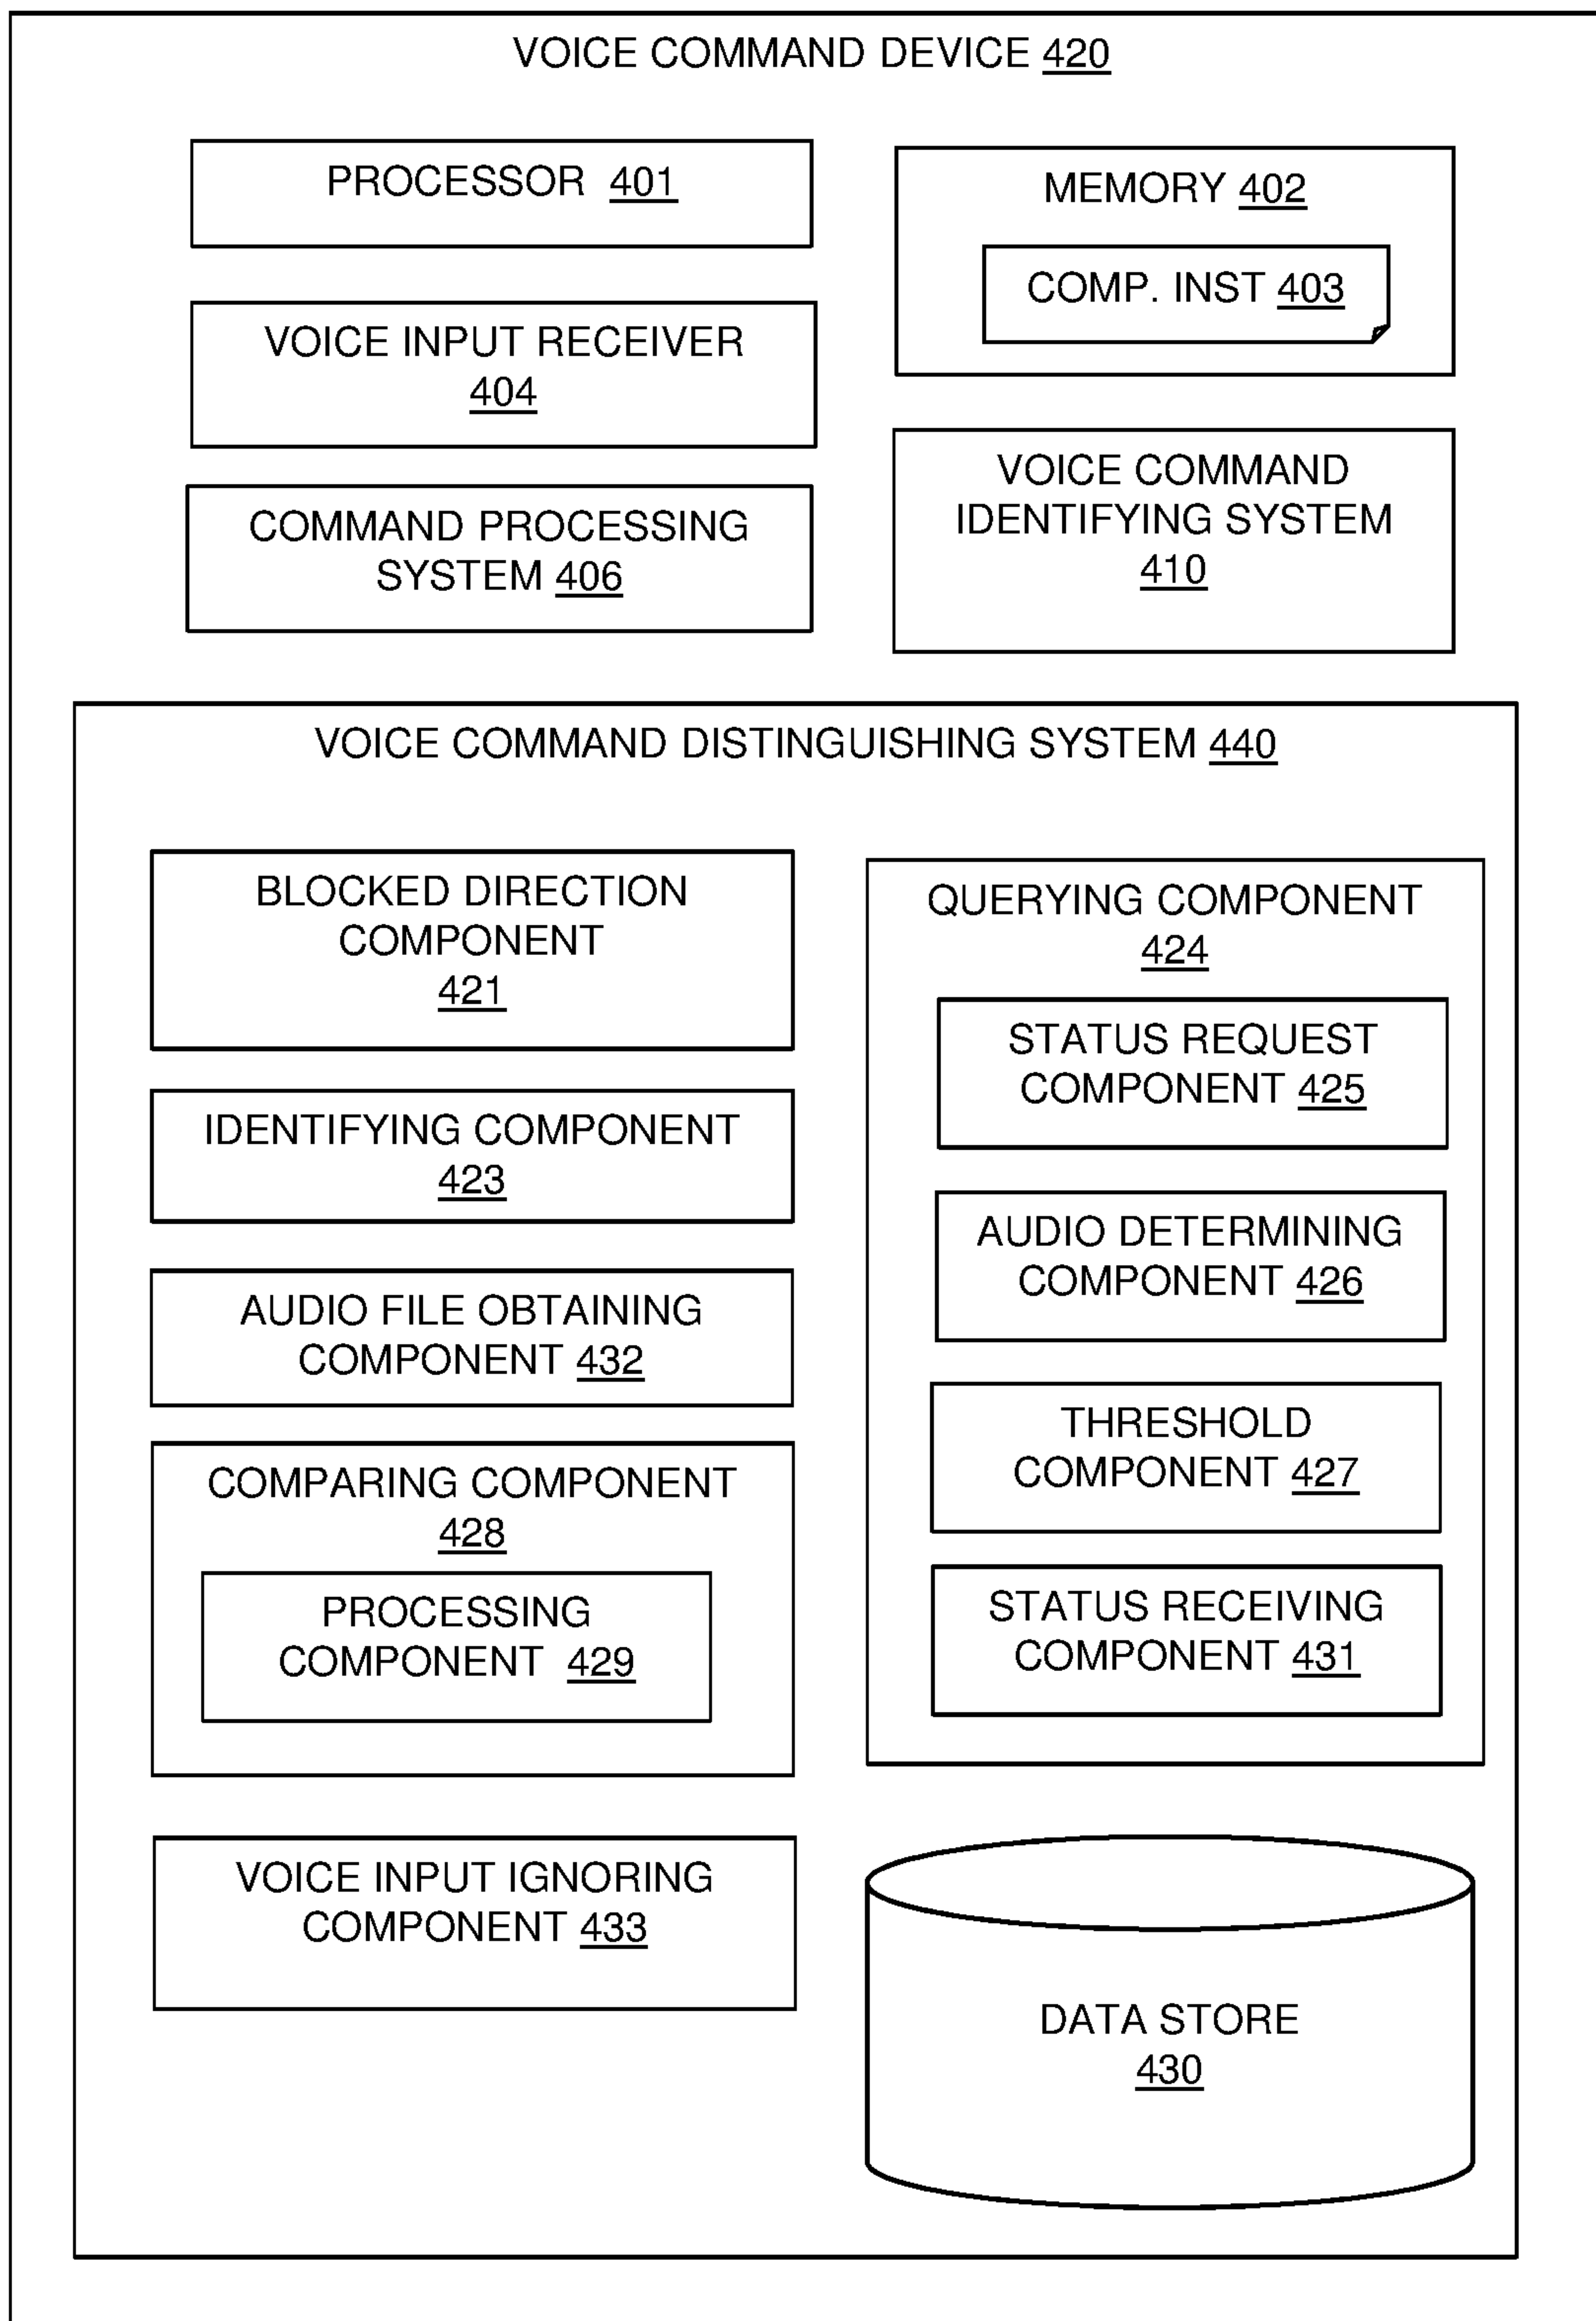 VOICE COMMAND DEVICE 420
PROCESSOR 401
VOICE INPUT RECEIVER
404
COMMAND PROCESSING
SYSTEM 406
MEMORY 402
COMP. INST 403
VOICE COMMAND
IDENTIFYING SYSTEM
410
VOICE COMMAND DISTINGUISHING SYSTEM 440
BLOCKED DIRECTION
COMPONENT
421
IDENTIFYING COMPONENT
423
AUDIO FILE OBTAINING
COMPONENT 432
COMPARING COMPONENT
428
PROCESSING
COMPONENT 429
VOICE INPUT IGNORING
COMPONENT 433
QUERYING COMPONENT
424
STATUS REQUEST
COMPONENT 425
AUDIO DETERMINING
COMPONENT 426
THRESHOLD
COMPONENT 427
STATUS RECEIVING
COMPONENT 431
DATA STORE
430